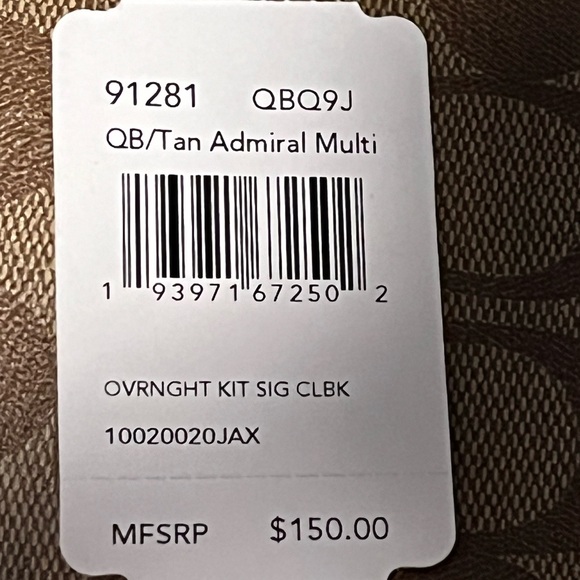 91281 QBQ9J
QB/Tan Admiral Multi
1 93971 67250 2
OVRNGHT KIT SIG CLBK
10020020JAX
MFSRP $150.00